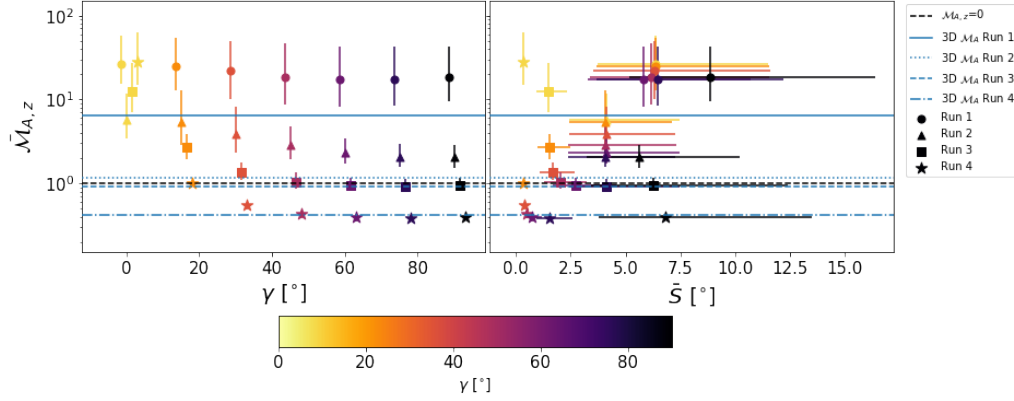 10²
10¹
10⁰
ℳ̄_{A,z}
0
20
40
60
80
γ [°]
0.0
2.5
5.0
7.5
10.0
12.5
15.0
S̄ [°]
ℳ_{A,z}=0
3D ℳ_A Run 1
3D ℳ_A Run 2
3D ℳ_A Run 3
3D ℳ_A Run 4
Run 1
Run 2
Run 3
Run 4
0
20
40
60
80
γ [°]